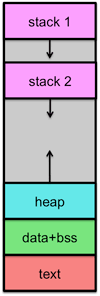 stack 1
stack 2
heap
data+bss
text